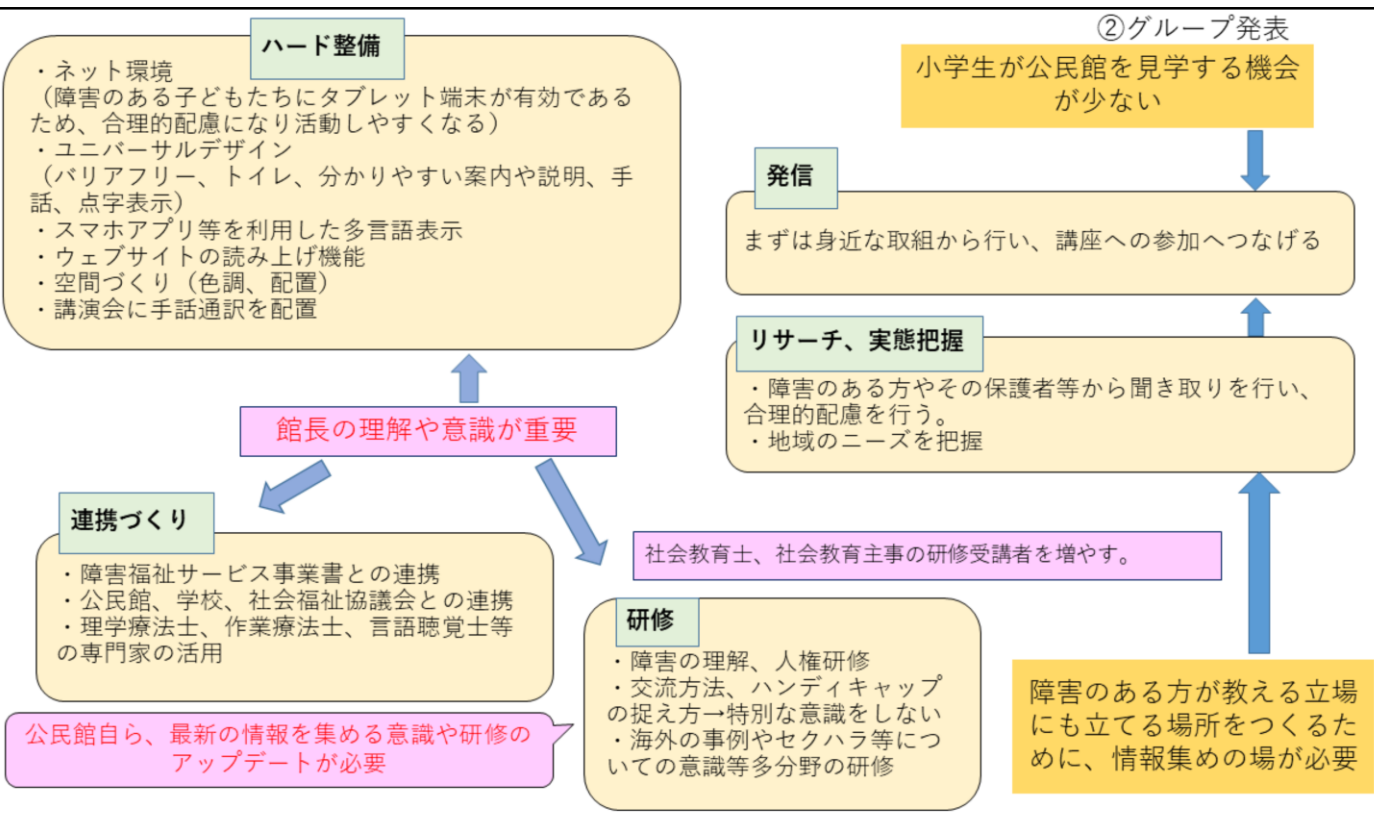 ②グループ発表
ハード整備
・ネット環境
（障害のある子どもたちにタブレット端末が有効である
ため、合理的配慮になり活動しやすくなる）
・ユニバーサルデザイン
（バリアフリー、トイレ、分かりやすい案内や説明、手
話、点字表示）
・スマホアプリ等を利用した多言語表示
・ウェブサイトの読み上げ機能
・空間づくり（色調、配置）
・講演会に手話通訳を配置
小学生が公民館を見学する機会
が少ない
発信
まずは身近な取組から行い、講座への参加へつなげる
リサーチ、実態把握
・障害のある方やその保護者等から聞き取りを行い、
合理的配慮を行う。
・地域のニーズを把握
館長の理解や意識が重要
連携づくり
・障害福祉サービス事業書との連携
・公民館、学校、社会福祉協議会との連携
・理学療法士、作業療法士、言語聴覚士等
の専門家の活用
社会教育士、社会教育主事の研修受講者を増やす。
研修
・障害の理解、人権研修
・交流方法、ハンディキャップ
の捉え方→特別な意識をしない
・海外の事例やセクハラ等につ
いての意識等多分野の研修
公民館自ら、最新の情報を集める意識や研修の
アップデートが必要
障害のある方が教える立場
にも立てる場所をつくるた
めに、情報集めの場が必要